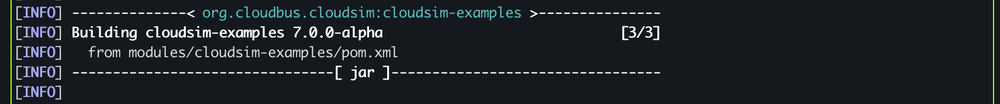 [INFO] --------------< org.cloudbus.cloudsim:cloudsim-examples >---------------
[INFO] Building cloudsim-examples 7.0.0-alpha                             [3/3]
[INFO]   from modules/cloudsim-examples/pom.xml
[INFO] --------------------------------[ jar ]---------------------------------
[INFO]